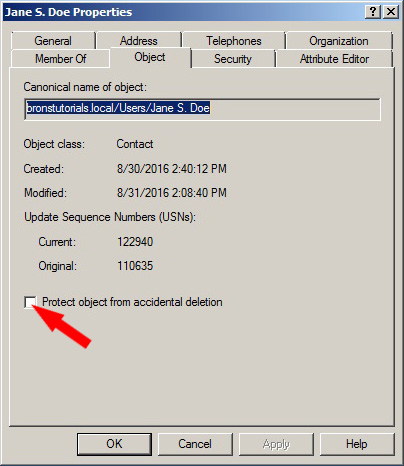 Jane S. Doe Properties
General Address Telephones Organization
Member Of Object Security Attribute Editor
Canonical name of object:
bronstutorials.local/Users/Jane S. Doe
Object class: Contact
Created: 8/30/2016 2:40:12 PM
Modified: 8/31/2016 2:08:40 PM
Update Sequence Numbers (USNs):
Current: 122940
Original: 110635
Protect object from accidental deletion
OK Cancel Apply Help